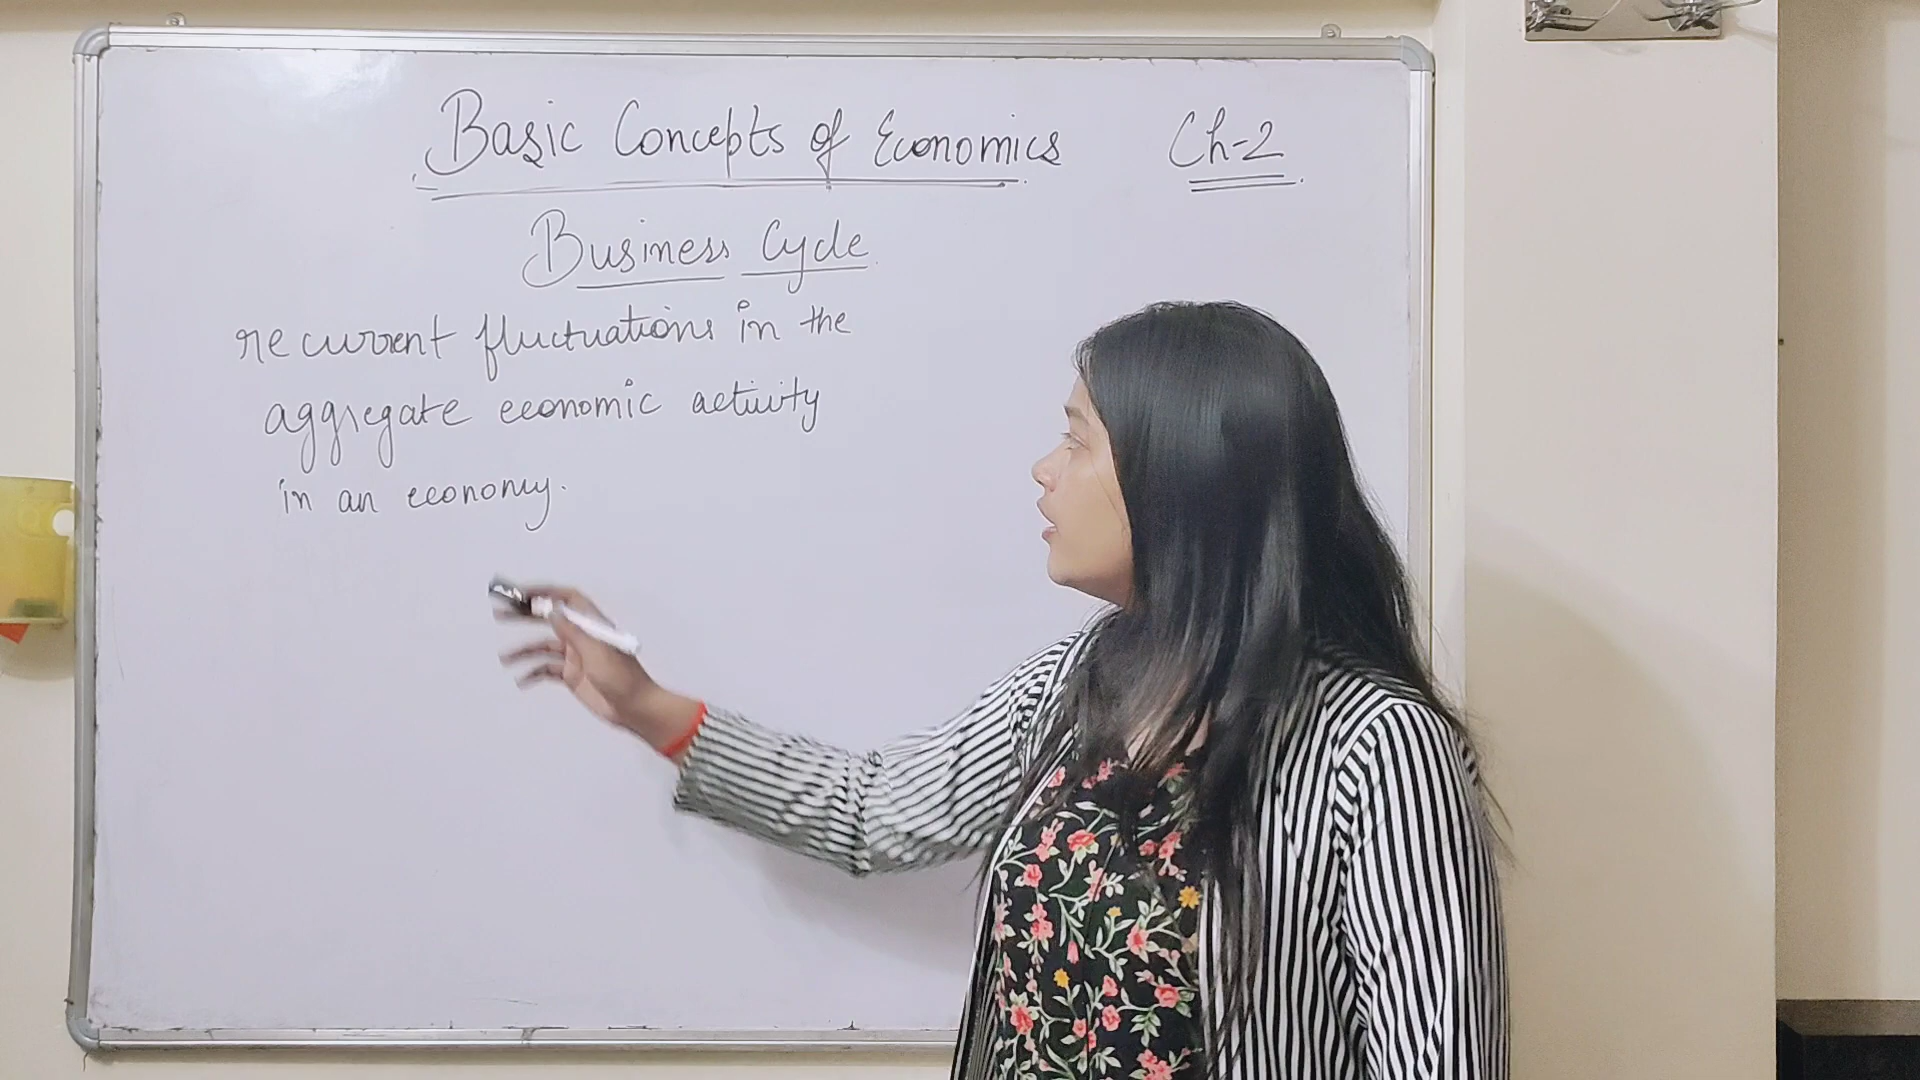 Basic Concepts of Economics Ch-2
Business Cycle
recurrent fluctuations in the
aggregate economic activity
in an economy.